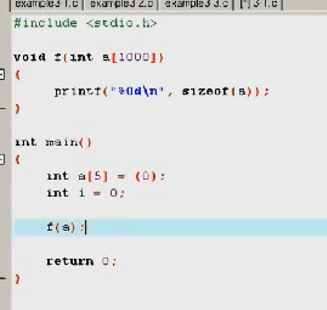 example3 1.c example3 2.c example3 3.c [*] 3-1.c
#include <stdio.h>
void f(int a[1000])
{
printf("%0d\n", sizeof(a));
}
int main()
{
int a[5] = {0};
int i = 0;
f(a);
return 0;
}